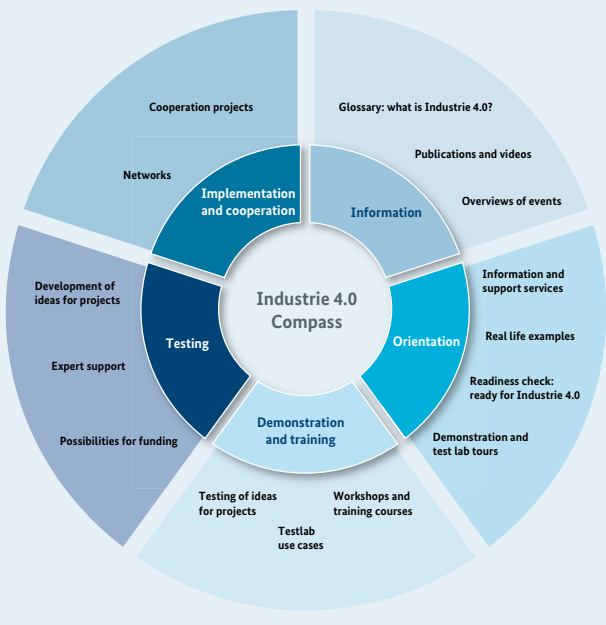 Industrie 4.0
Compass
Information
Glossary: what is Industrie 4.0?
Publications and videos
Overviews of events
Orientation
Information and
support services
Real life examples
Readiness check:
ready for Industrie 4.0
Demonstration and
test lab tours
Demonstration
and training
Testing of ideas
for projects
Workshops and
training courses
Testlab
use cases
Testing
Development of
ideas for projects
Expert support
Possibilities for funding
Implementation
and cooperation
Cooperation projects
Networks